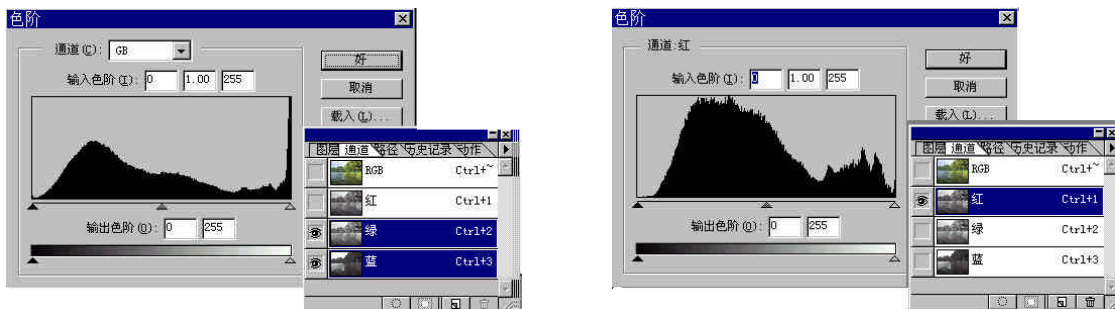 色阶
通道(C): GB
好
输入色阶(I): 0 1.00 255
取消
载入(L)...
图层 通道 路径 历史记录 动作
RGB Ctrl+~
红 Ctrl+1
输出色阶(O): 0 255
绿 Ctrl+2
蓝 Ctrl+3
色阶
通道:红
好
输入色阶(I): 0 1.00 255
取消
载入(L)...
图层 通道 路径 历史记录 动作
RGB Ctrl+~
红 Ctrl+1
输出色阶(O): 0 255
绿 Ctrl+2
蓝 Ctrl+3